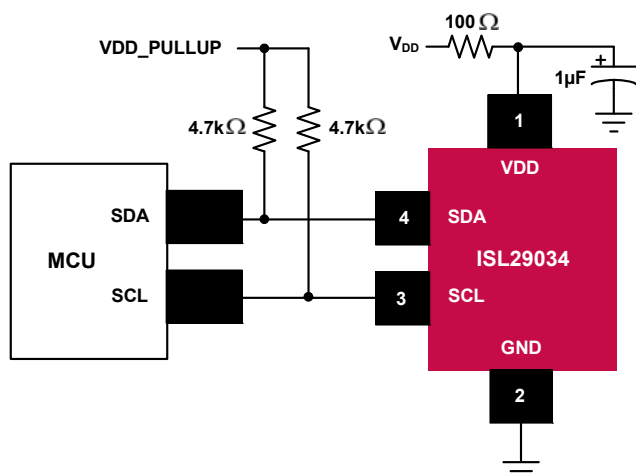 100 Ω
VDD_PULLUP
VDD
1µF
+
4.7kΩ
4.7kΩ
1
VDD
SDA
4
SDA
MCU
ISL29034
SCL
3
SCL
GND
2